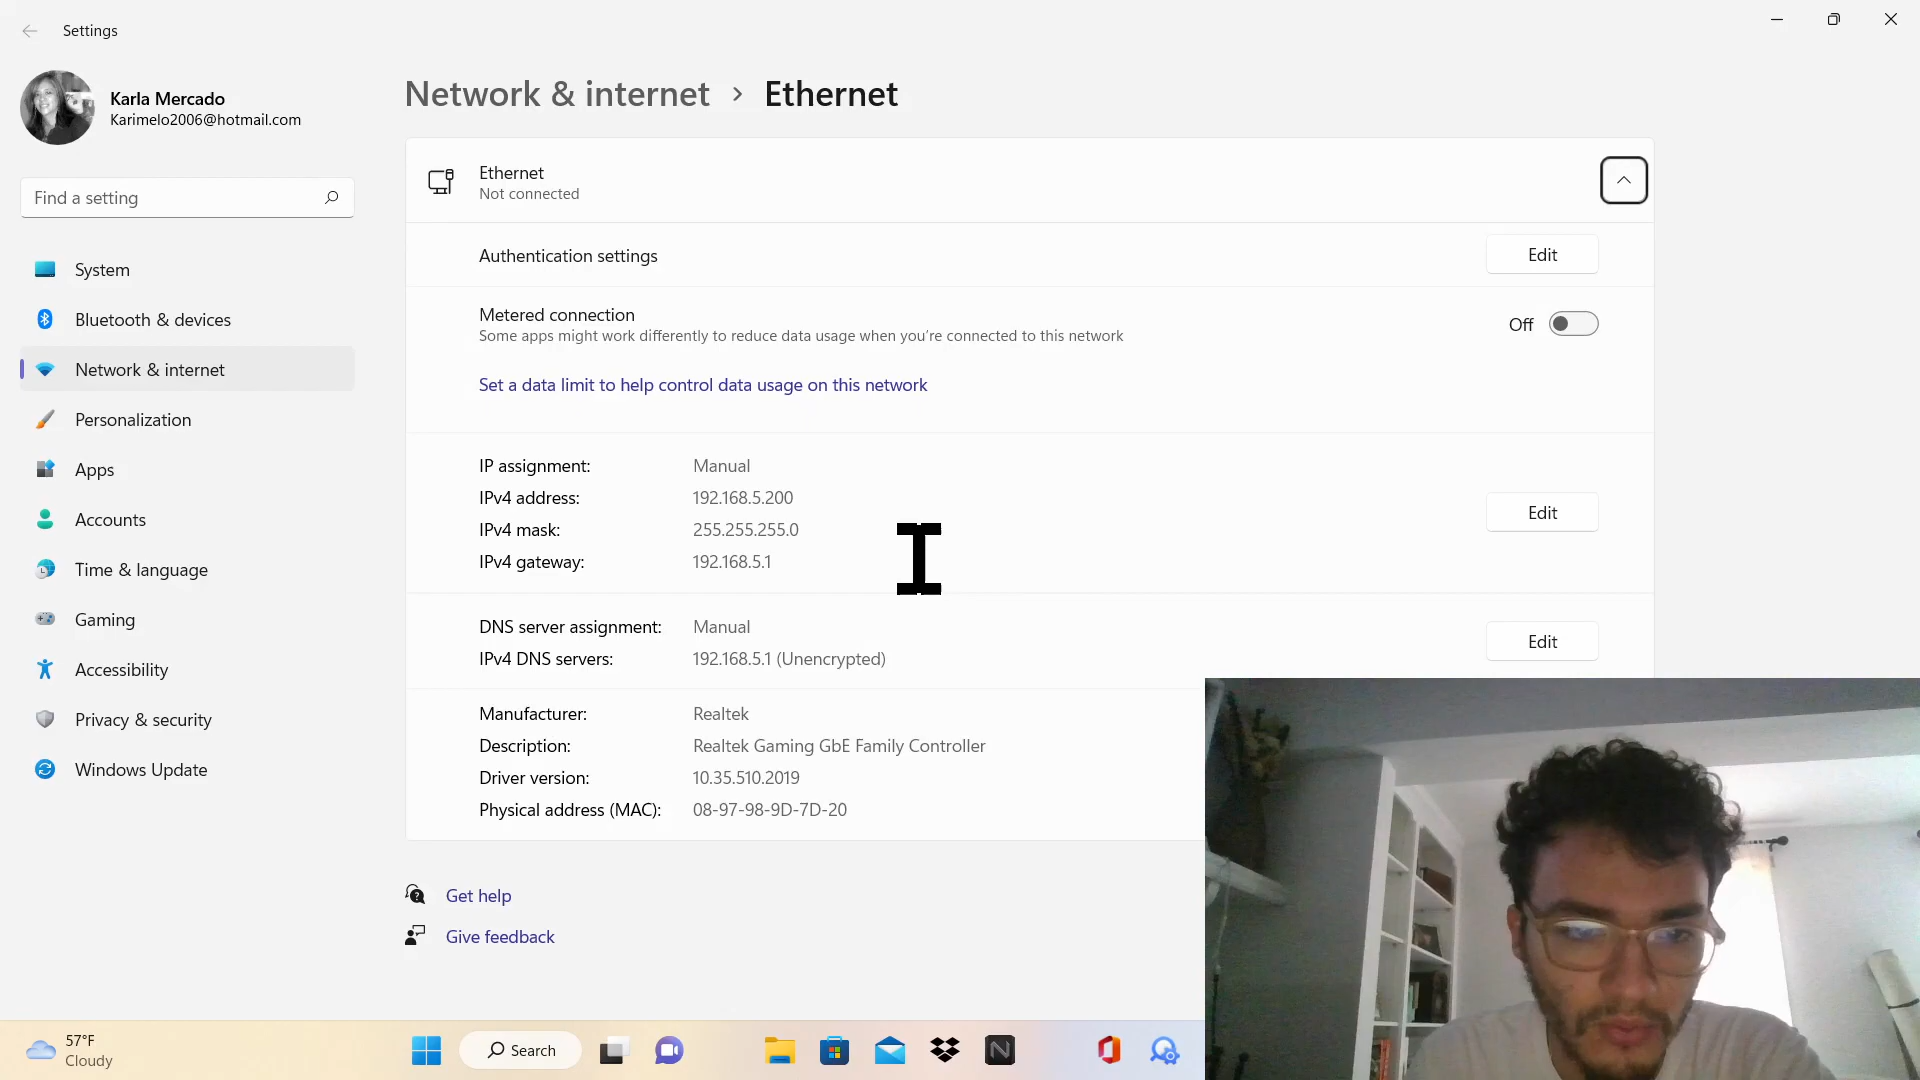 Settings
Karla Mercado
Karimelo2006@hotmail.com
Find a setting
System
Bluetooth & devices
Network & internet
Personalization
Apps
Accounts
Time & language
Gaming
Accessibility
Privacy & security
Windows Update
Network & internet > Ethernet
Ethernet
Not connected
Authentication settings Edit
Metered connection
Some apps might work differently to reduce data usage when you're connected to this network
Off
Set a data limit to help control data usage on this network
IP assignment: Manual
IPv4 address: 192.168.5.200
IPv4 mask: 255.255.255.0
IPv4 gateway: 192.168.5.1
Edit
DNS server assignment: Manual
IPv4 DNS servers: 192.168.5.1 (Unencrypted)
Edit
Manufacturer: Realtek
Description: Realtek Gaming GbE Family Controller
Driver version: 10.35.510.2019
Physical address (MAC): 08-97-98-9D-7D-20
Get help
Give feedback
57°F
Cloudy
Search